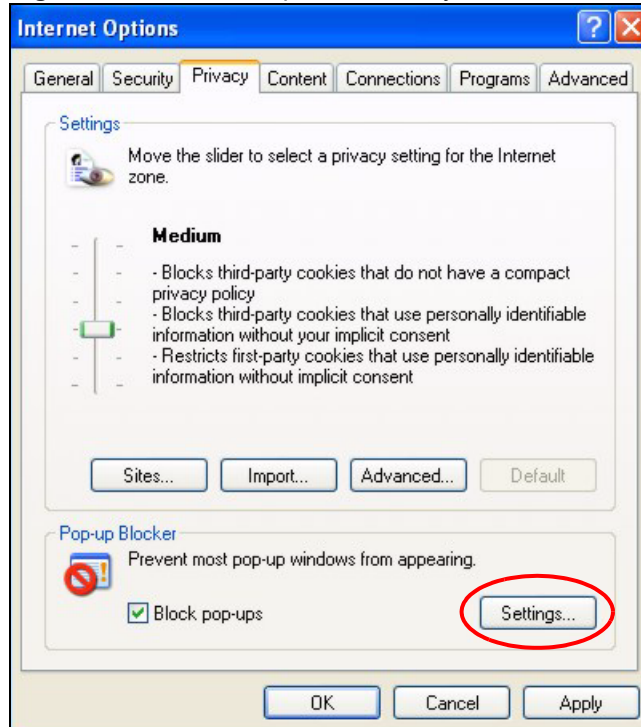 Internet Options
General Security Privacy Content Connections Programs Advanced
Settings
Move the slider to select a privacy setting for the Internet
zone.
Medium
- Blocks third-party cookies that do not have a compact
privacy policy
- Blocks third-party cookies that use personally identifiable
information without your implicit consent
- Restricts first-party cookies that use personally identifiable
information without implicit consent
Sites... Import... Advanced... Default
Pop-up Blocker
Prevent most pop-up windows from appearing.
Block pop-ups Settings...
OK Cancel Apply